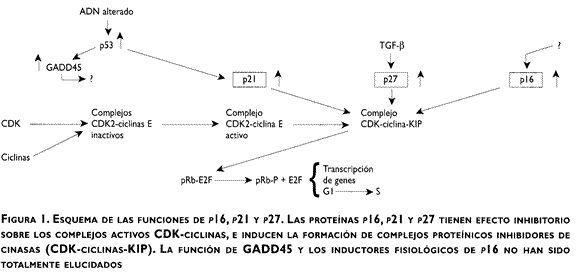 ADN alterado
p53
GADD45
?
p21
TGF-β
p27
?
p16
CDK
Ciclinas
Complejos
CDK2-ciclinas E
inactivos
Complejo
CDK2-ciclina E
activo
Complejo
CDK-ciclina-KIP
pRb-E2F
pRb-P + E2F
Transcripción
de genes
G1
S
FIGURA 1. ESQUEMA DE LAS FUNCIONES DE P16, P21 Y P27. LAS PROTEÍNAS P16, P21 Y P27 TIENEN EFECTO INHIBITORIO
SOBRE LOS COMPLEJOS ACTIVOS CDK-CICLINAS, E INDUCEN LA FORMACIÓN DE COMPLEJOS PROTEÍNICOS INHIBIDORES DE
CINASAS (CDK-CICLINAS-KIP). LA FUNCIÓN DE GADD45 Y LOS INDUCTORES FISIOLÓGICOS DE P16 NO HAN SIDO
TOTALMENTE ELUCIDADOS